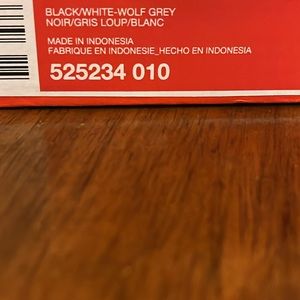 BLACK/WHITE-WOLF GREY
NOIR/GRIS LOUP/BLANC
MADE IN INDONESIA
FABRIQUE EN INDONESIE_HECHO EN INDONESIA
525234 010